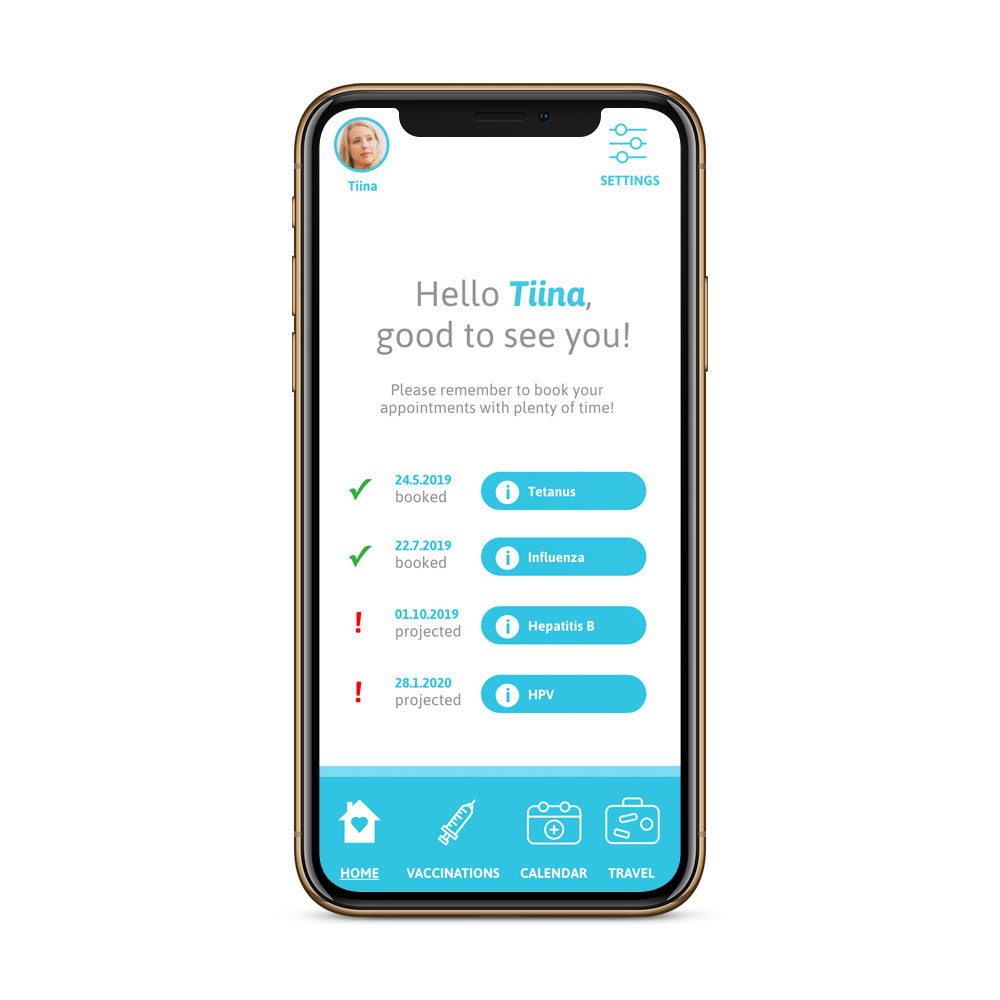 Tiina
SETTINGS
Hello Tiina,
good to see you!
Please remember to book your
appointments with plenty of time!
24.5.2019
booked
Tetanus
22.7.2019
booked
Influenza
01.10.2019
projected
Hepatitis B
28.1.2020
projected
HPV
HOME
VACCINATIONS
CALENDAR
TRAVEL